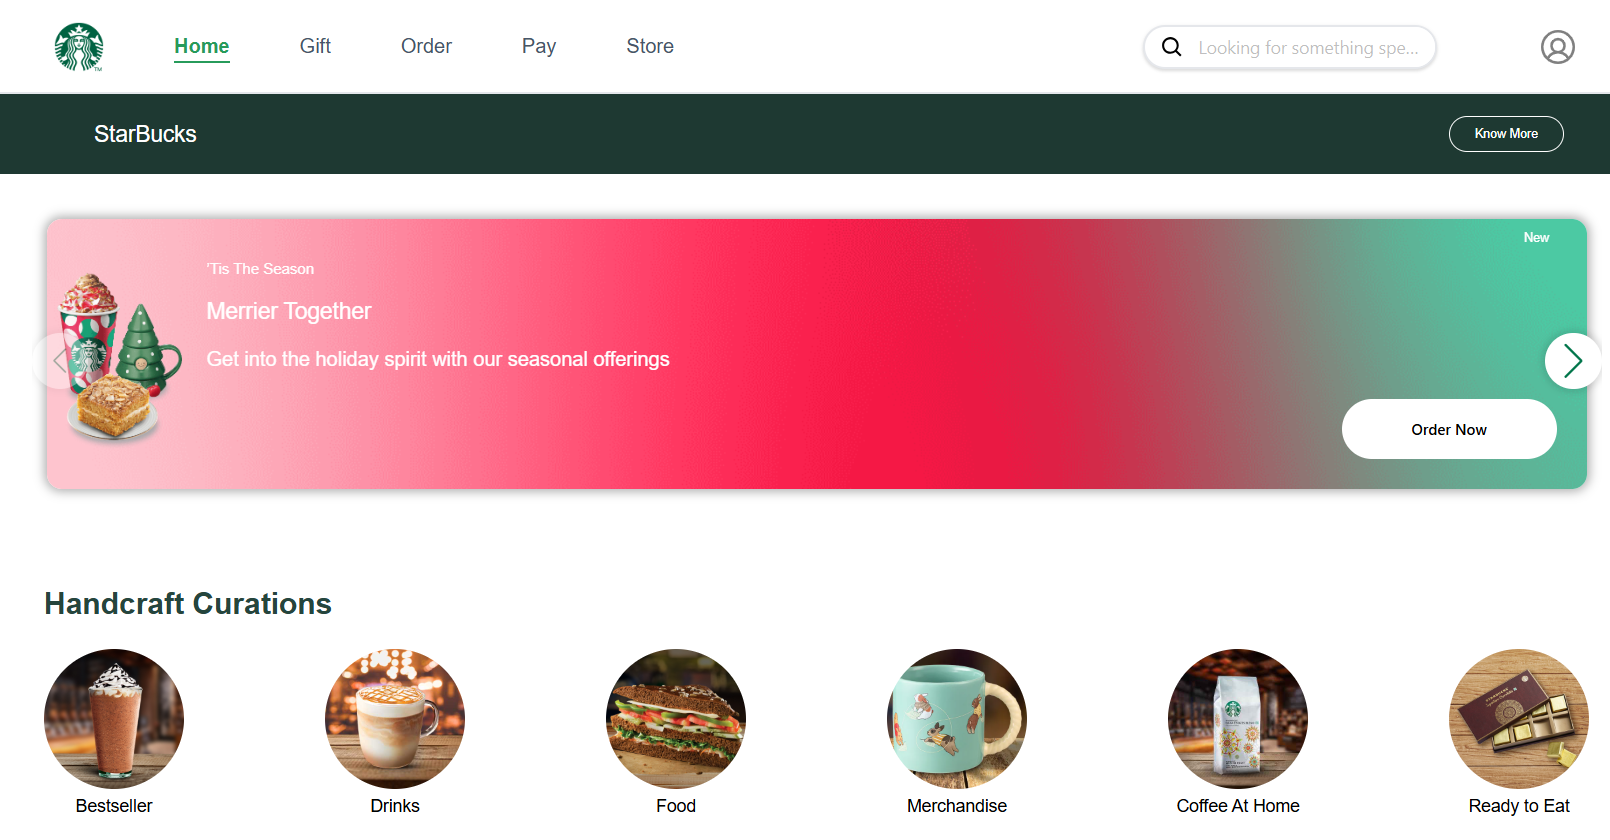 Home
Gift
Order
Pay
Store
Looking for something spe...
StarBucks
Know More
New
'Tis The Season
Merrier Together
Get into the holiday spirit with our seasonal offerings
Order Now
Handcraft Curations
Bestseller
Drinks
Food
Merchandise
Coffee At Home
Ready to Eat